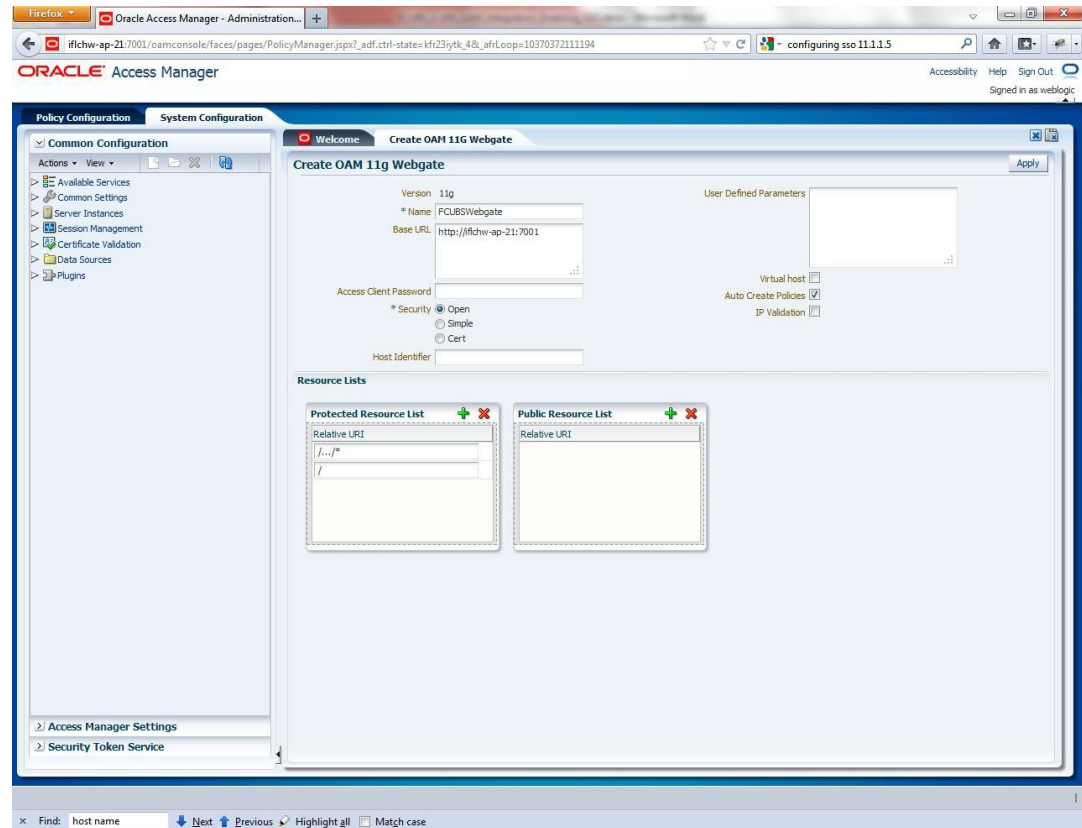 Firefox
Oracle Access Manager - Administration... +
iflchw-ap-21:7001/oamconsole/faces/pages/PolicyManager.jspx?_adf.ctrl-state=kfr23iytk_4&_afrLoop=10370372111194
configuring sso 11.1.1.5
ORACLE Access Manager
Accessibility Help Sign Out
Signed in as weblogic
Policy Configuration System Configuration
Common Configuration
Actions View
Available Services
Common Settings
Server Instances
Session Management
Certificate Validation
Data Sources
Plugins
Access Manager Settings
Security Token Service
Welcome Create OAM 11G Webgate
Create OAM 11g Webgate Apply
Version 11g
* Name FCUBSWebgate
Base URL http://iflchw-ap-21:7001
Access Client Password
* Security Open
Simple
Cert
Host Identifier
User Defined Parameters
Virtual host
Auto Create Policies
IP Validation
Resource Lists
Protected Resource List
Relative URI
/.../*
/
Public Resource List
Relative URI
× Find: host name Next Previous Highlight all Match case